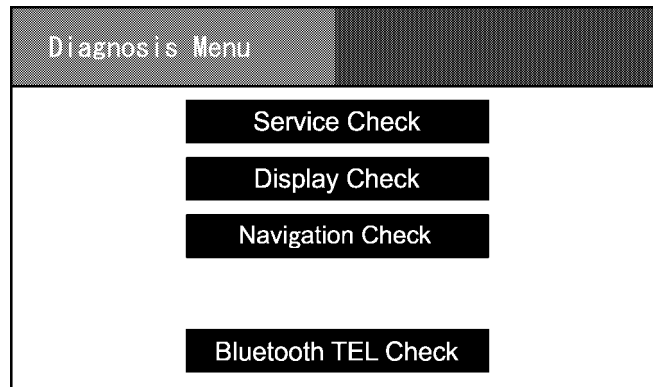 Diagnosis Menu
Service Check
Display Check
Navigation Check
Bluetooth TEL Check